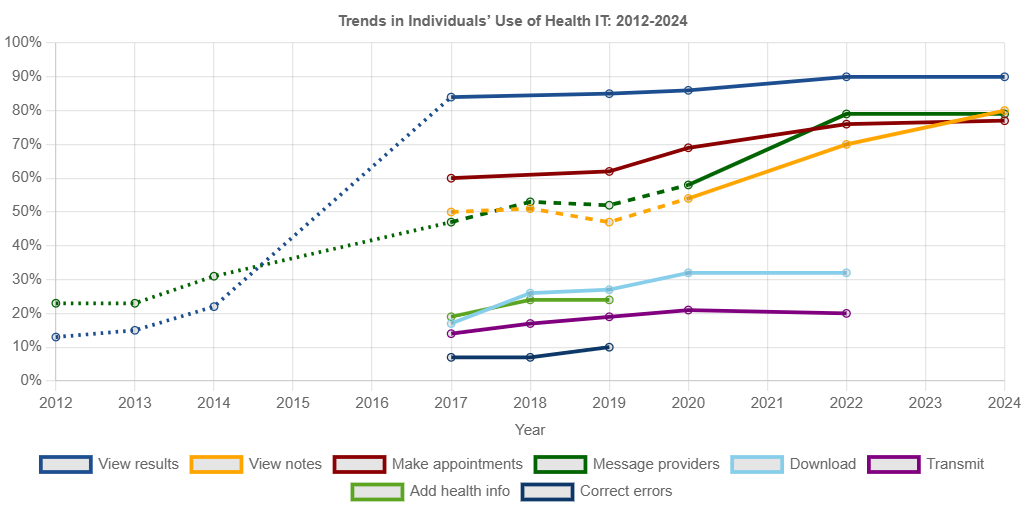 Trends in Individuals’ Use of Health IT: 2012-2024
100%
90%
80%
70%
60%
50%
40%
30%
20%
10%
0%
2012 2013 2014 2015 2016 2017 2018 2019 2020 2021 2022 2023 2024
Year
View results View notes Make appointments Message providers Download Transmit
Add health info Correct errors